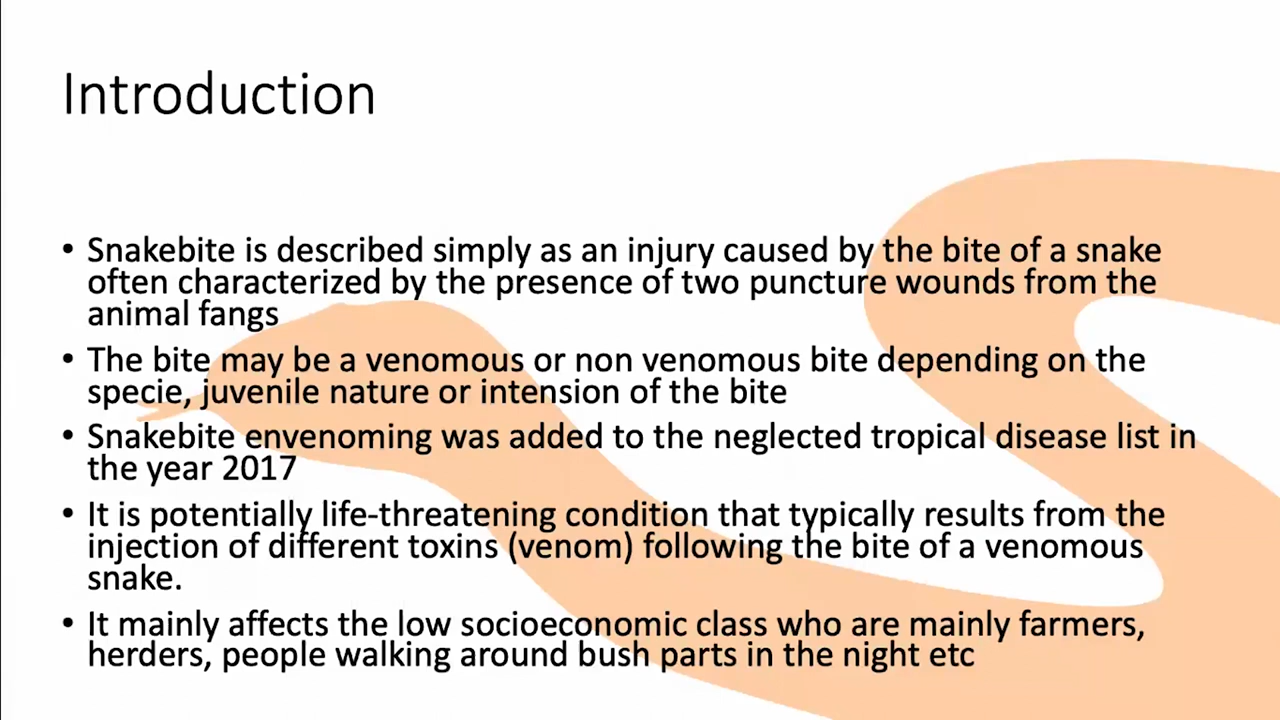 Introduction
• Snakebite is described simply as an injury caused by the bite of a snake
often characterized by the presence of two puncture wounds from the
animal fangs
• The bite may be a venomous or non venomous bite depending on the
specie, juvenile nature or intension of the bite
• Snakebite envenoming was added to the neglected tropical disease list in
the year 2017
• It is potentially life-threatening condition that typically results from the
injection of different toxins (venom) following the bite of a venomous
snake.
• It mainly affects the low socioeconomic class who are mainly farmers,
herders, people walking around bush parts in the night etc